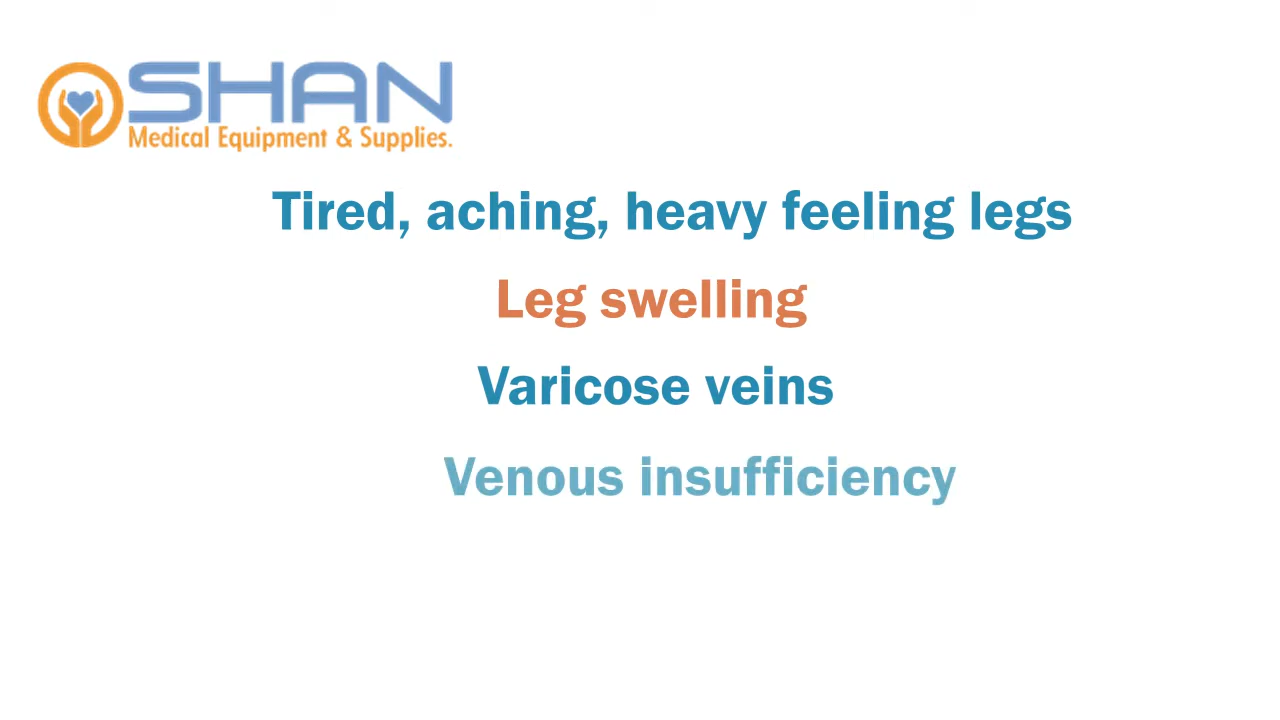 SHAN
Medical Equipment & Supplies.
Tired, aching, heavy feeling legs
Leg swelling
Varicose veins
Venous insufficiency